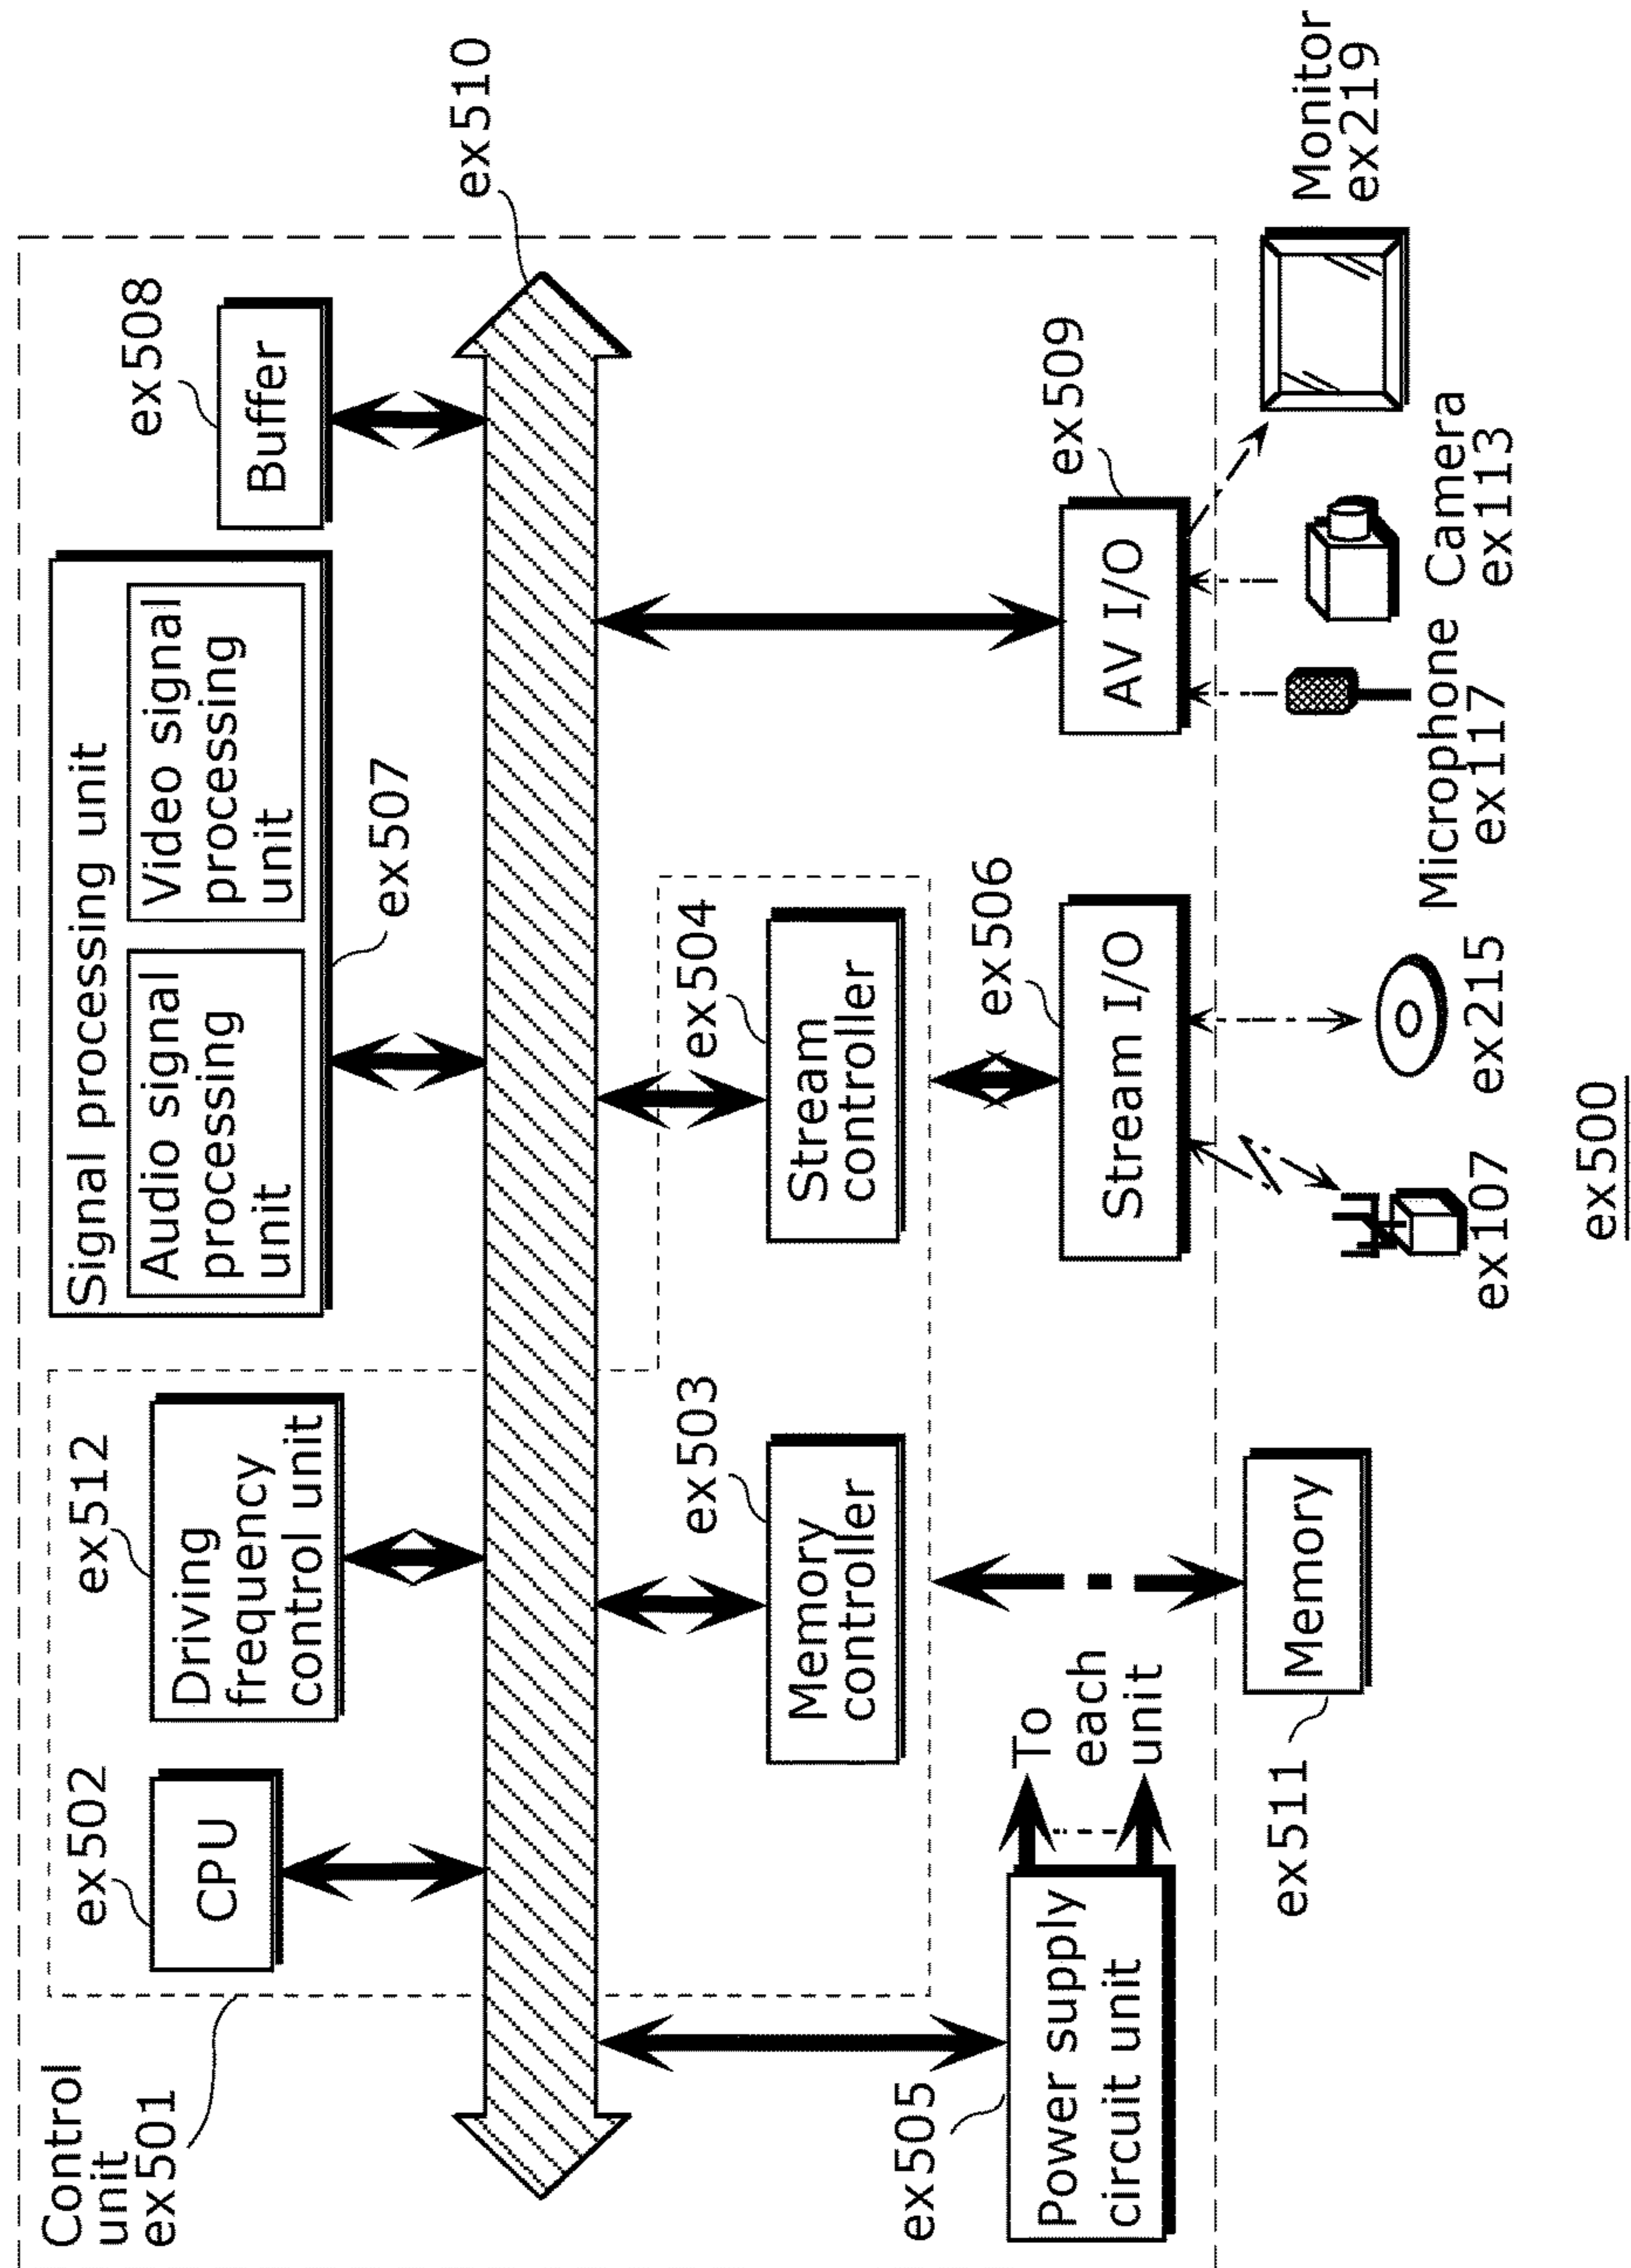 Control
unit
ex501
ex502
CPU
ex512
Driving
frequency
control unit
Signal processing unit
Audio signal
processing
unit
Video signal
processing
unit
ex507
ex508
Buffer
ex510
ex503
Memory
controller
ex504
Stream
controller
ex505
Power supply
circuit unit
To
each
unit
ex506
Stream I/O
ex509
AV I/O
ex511
Memory
ex107
ex215
Microphone
ex117
Camera
ex113
Monitor
ex219
ex500